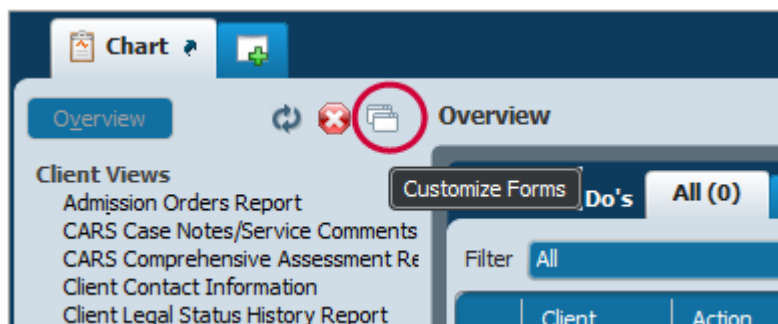 Chart
Overview
Overview
Client Views
Admission Orders Report
Customize Forms
Do's
All (0)
CARS Case Notes/Service Comments
CARS Comprehensive Assessment Re
Filter
All
Client Contact Information
Client Legal Status History Report
Client
Action